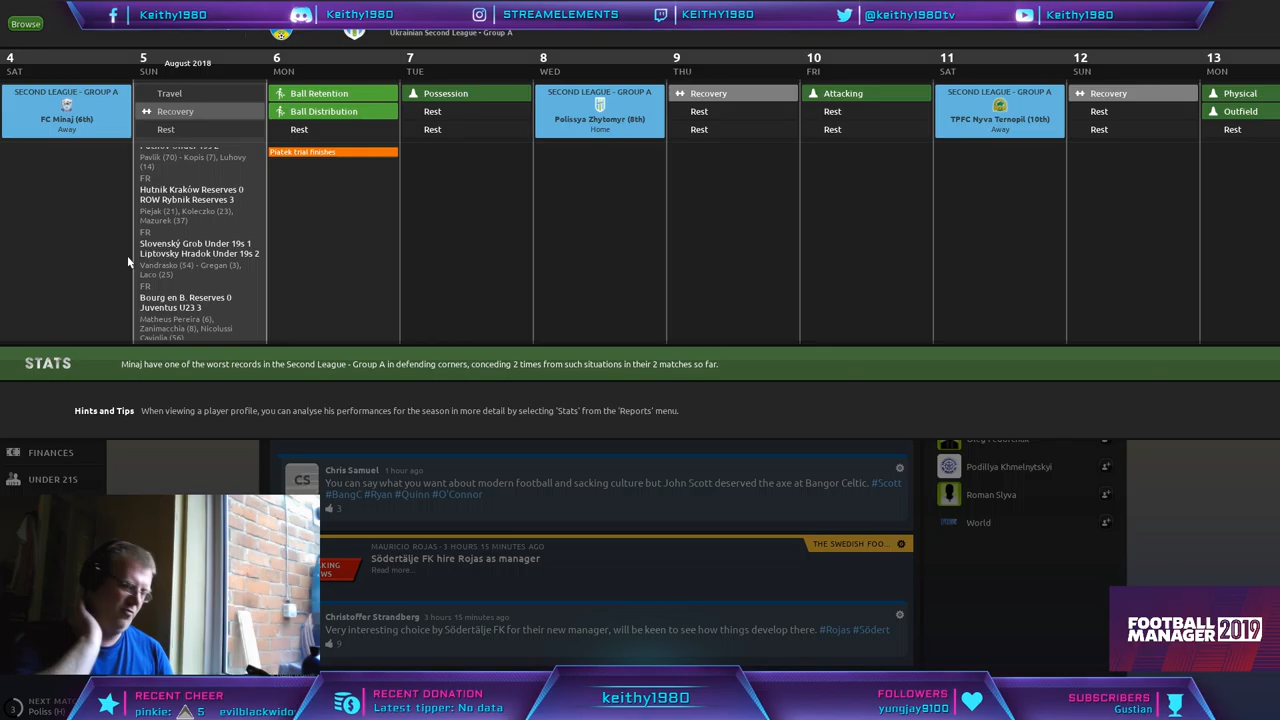 Browse
Keithy1980
Keithy1980
STREAMELEMENTS
KEITHY1980
@keithy1980tv
Keithy1980
Ukrainian Second League - Group A
4
SAT
August 2018
5
SUN
6
MON
7
TUE
8
WED
9
THU
10
FRI
11
SAT
12
SUN
13
MON
SECOND LEAGUE - GROUP A
FC Minaj (6th)
Away
Travel
Recovery
Rest
Ball Retention
Ball Distribution
Rest
Possession
Rest
Rest
SECOND LEAGUE - GROUP A
Polissya Zhytomyr (8th)
Home
Recovery
Rest
Rest
Attacking
Rest
Rest
SECOND LEAGUE - GROUP A
TPFC Nyva Ternopil (10th)
Away
Recovery
Rest
Rest
Physical
Outfield
Rest
Piatek trial finishes
Pavlik (70) - Kopis (7), Luhovy
(14)
FR
Hutnik Kraków Reserves 0
ROW Rybnik Reserves 3
Piejak (21), Koleczko (23),
Mazurek (37)
FR
Slovenský Grob Under 19s 1
Liptovsky Hradok Under 19s 2
Vandrasko (54) - Gregan (3),
Laco (25)
FR
Bourg en B. Reserves 0
Juventus U23 3
Matheus Pereira (6),
Zanimacchia (8), Nicolussi
Caviglia (56)
STATS
Minaj have one of the worst records in the Second League - Group A in defending corners, conceding 2 times from such situations in their 2 matches so far.
Hints and Tips
When viewing a player profile, you can analyse his performances for the season in more detail by selecting 'Stats' from the 'Reports' menu.
FINANCES
UNDER 21S
CS
Chris Samuel 1 hour ago
You can say what you want about modern football and sacking culture but John Scott deserved the axe at Bangor Celtic. #Scott
#BangC #Ryan #Quinn #O'Connor
3
MAURICIO ROJAS - 3 HOURS 15 MINUTES AGO
THE SWEDISH FOO...
Södertälje FK hire Rojas as manager
Read more...
Christoffer Strandberg 3 hours 15 minutes ago
Very interesting choice by Södertälje FK for their new manager, will be keen to see how things develop there. #Rojas #Södert
9
Oleg Fedorchak
Podillya Khmelnytskyi
Roman Slyva
World
FOOTBALL
MANAGER 2019
3
NEXT MATCH
Poliss (H)
RECENT CHEER
pinkie: 5 evilblackwido
RECENT DONATION
Latest tipper: No data
keithy1980
FOLLOWERS
yungjay9100
SUBSCRIBERS
Gustian